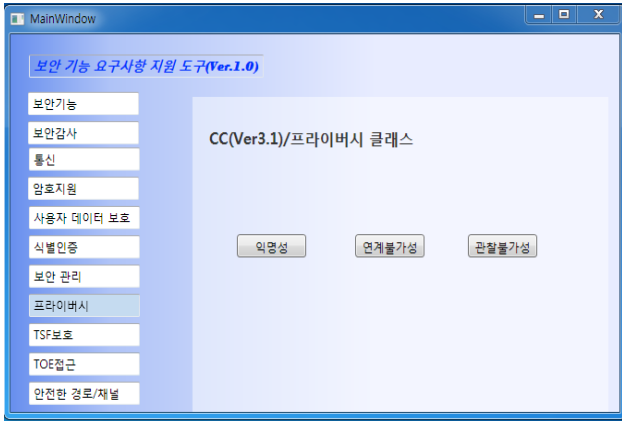 MainWindow
보안 기능 요구사항 지원 도구(Ver.1.0)
보안기능
보안감사
통신
암호지원
사용자 데이터 보호
식별인증
보안 관리
프라이버시
TSF보호
TOE접근
안전한 경로/채널
CC(Ver3.1)/프라이버시 클래스
익명성 연계불가성 관찰불가성